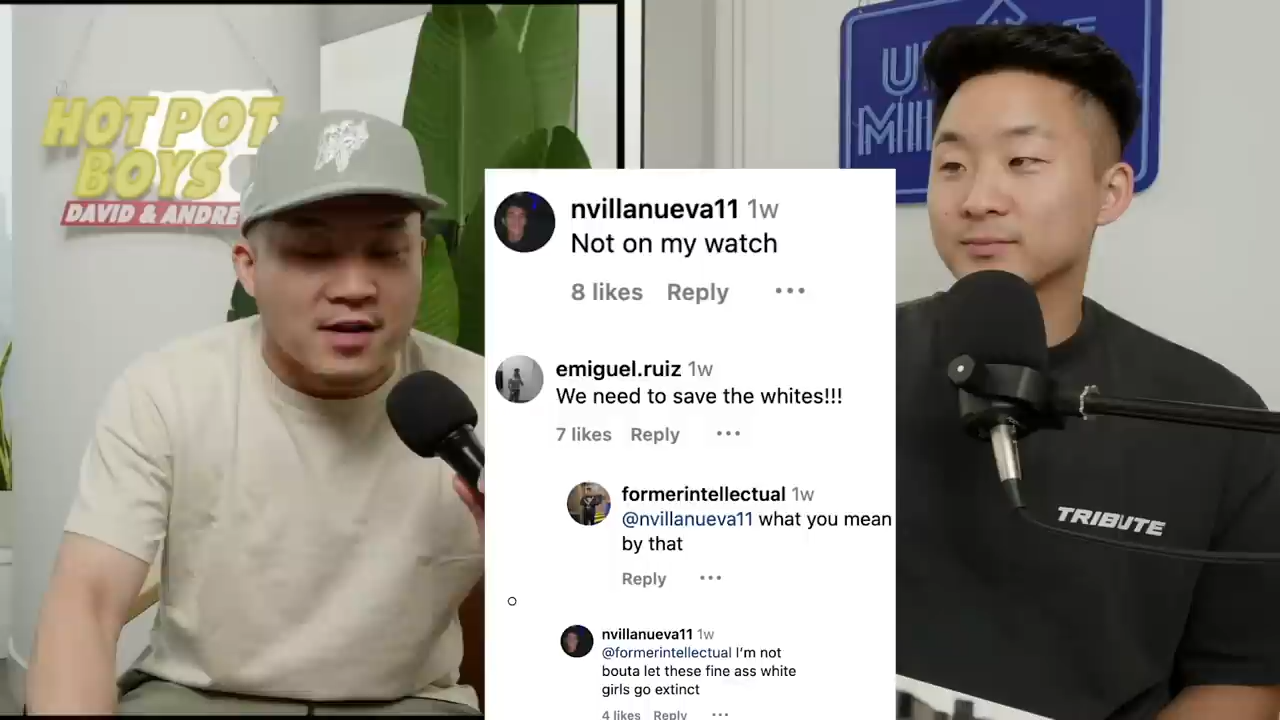 HOT POT
BOYS
DAVID & ANDRE
nvillanueva11 1w
Not on my watch
8 likes Reply
emiguel.ruiz 1w
We need to save the whites!!!
7 likes Reply
formerintellectual 1w
@nvillanueva11 what you mean
by that
Reply
nvillanueva11 1w
@formerintellectual I'm not
bouta let these fine ass white
girls go extinct
4 likes Reply
TRIBUTE